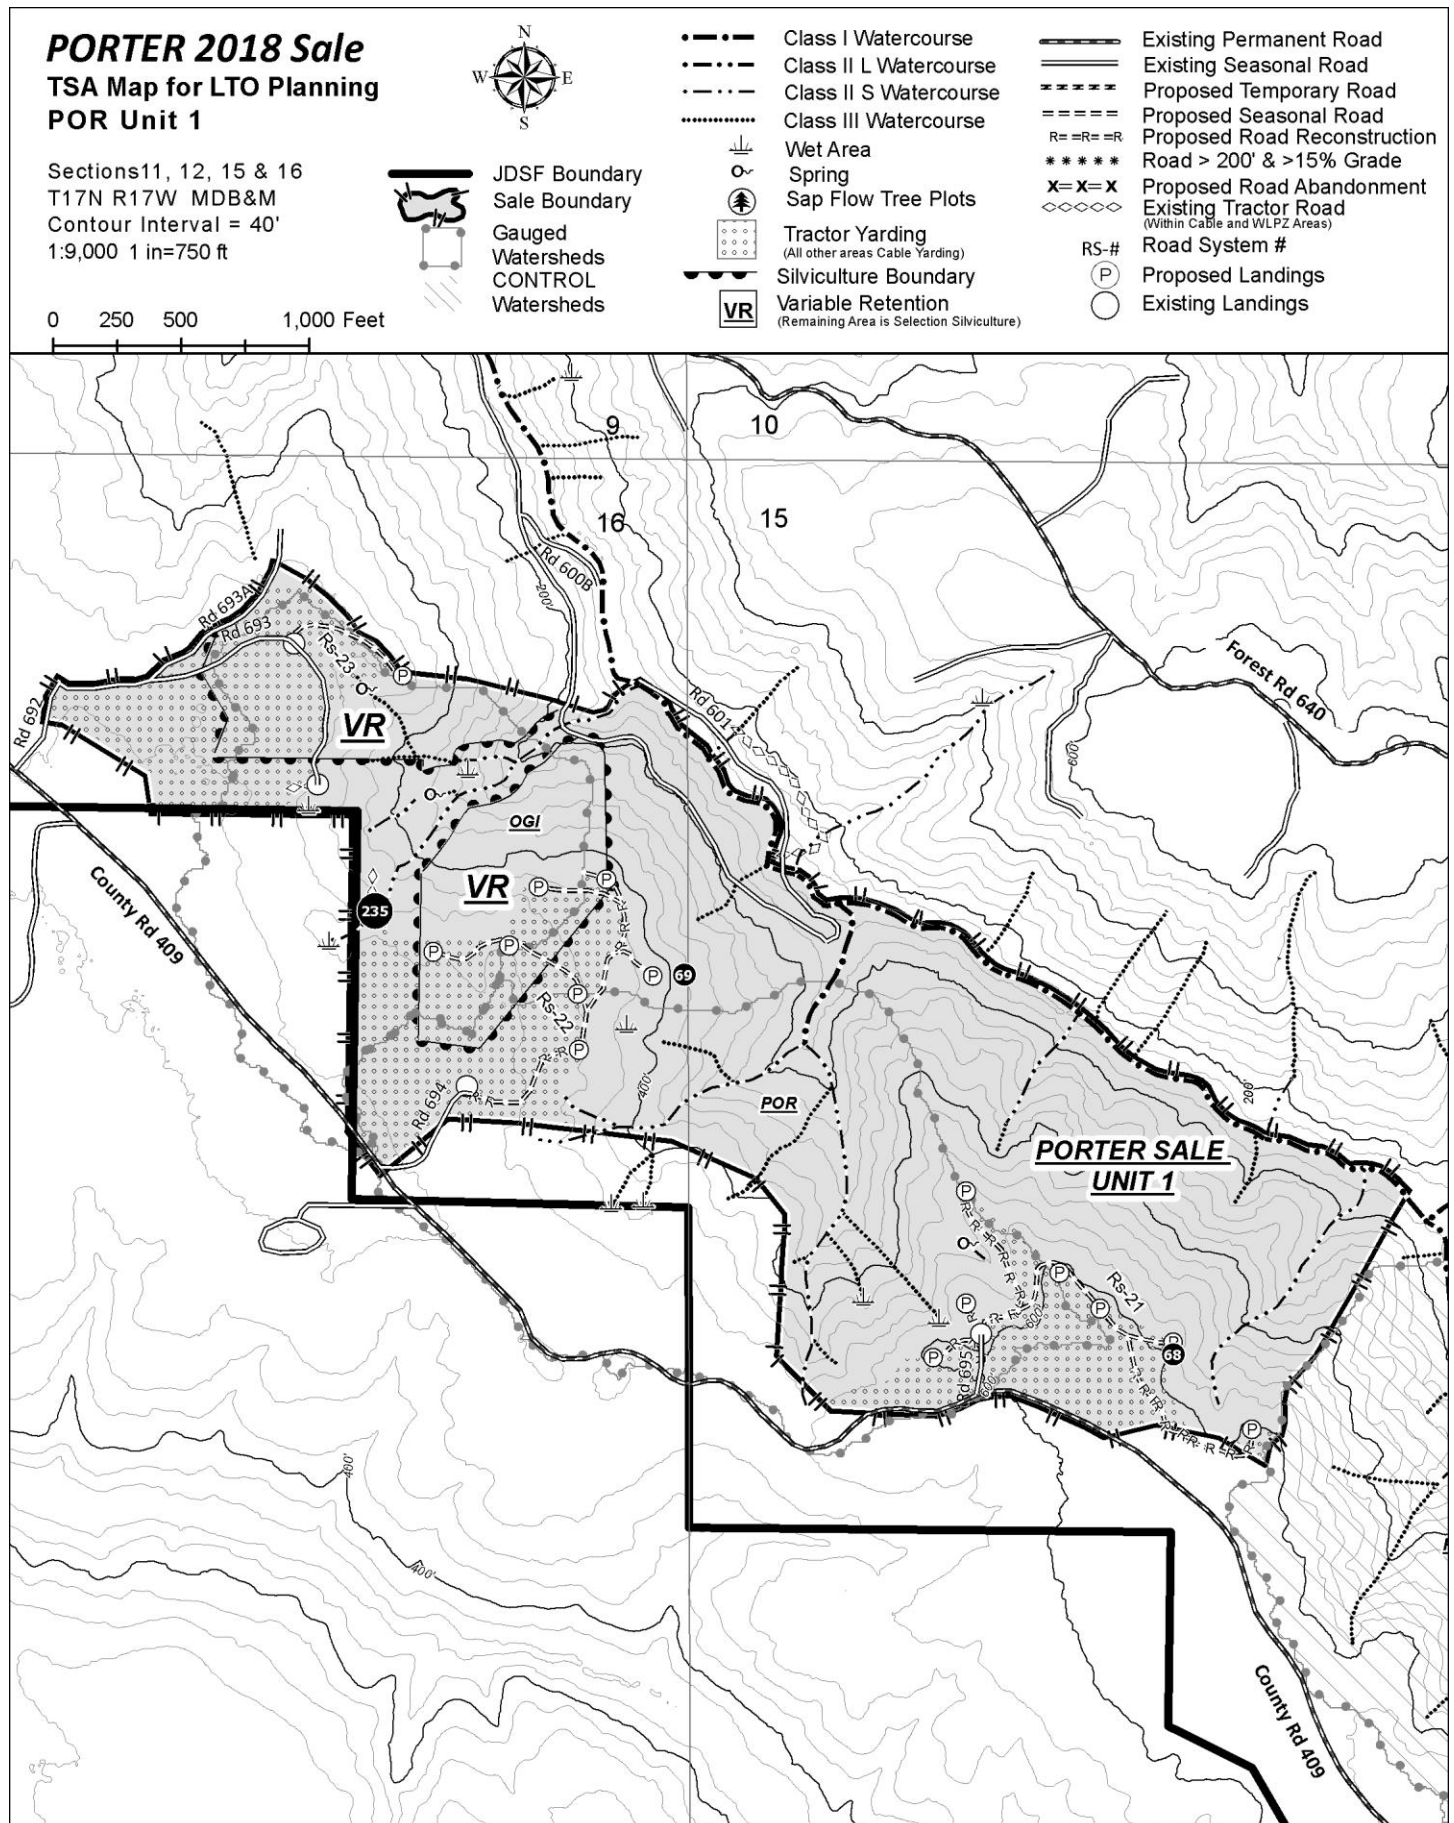 PORTER 2018 Sale
TSA Map for LTO Planning
POR Unit 1
Sections11, 12, 15 & 16
T17N R17W MDB&M
Contour Interval = 40'
1:9,000 1 in=750 ft
0 250 500 1,000 Feet
N
W E
S
JDSF Boundary
Sale Boundary
Gauged
Watersheds
CONTROL
Watersheds
Class I Watercourse
Class II L Watercourse
Class II S Watercourse
Class III Watercourse
Wet Area
Spring
Sap Flow Tree Plots
Tractor Yarding
(All other areas Cable Yarding)
Silviculture Boundary
VR Variable Retention
(Remaining Area is Selection Silviculture)
Existing Permanent Road
Existing Seasonal Road
Proposed Temporary Road
Proposed Seasonal Road
R= =R= =R Proposed Road Reconstruction
Road > 200' & >15% Grade
X=X=X Proposed Road Abandonment
Existing Tractor Road
(Within Cable and WLPZ Areas)
RS-# Road System #
P Proposed Landings
Existing Landings
9
10
16
15
Rd 600B
200'
Rd 693A
Rd 693
Rs-23
P
Rd 692
VR
Rd 601
Forest Rd 640
600'
OGI
VR
County Rd 409
235
P
P
P
P
P
69
P
Rs-22
P
400'
Rd 694
POR
PORTER SALE
UNIT 1
200'
P
P
Rs-21
P
P
600'
P
P
68
Rd 695
600'
P
400'
400'
County Rd 409